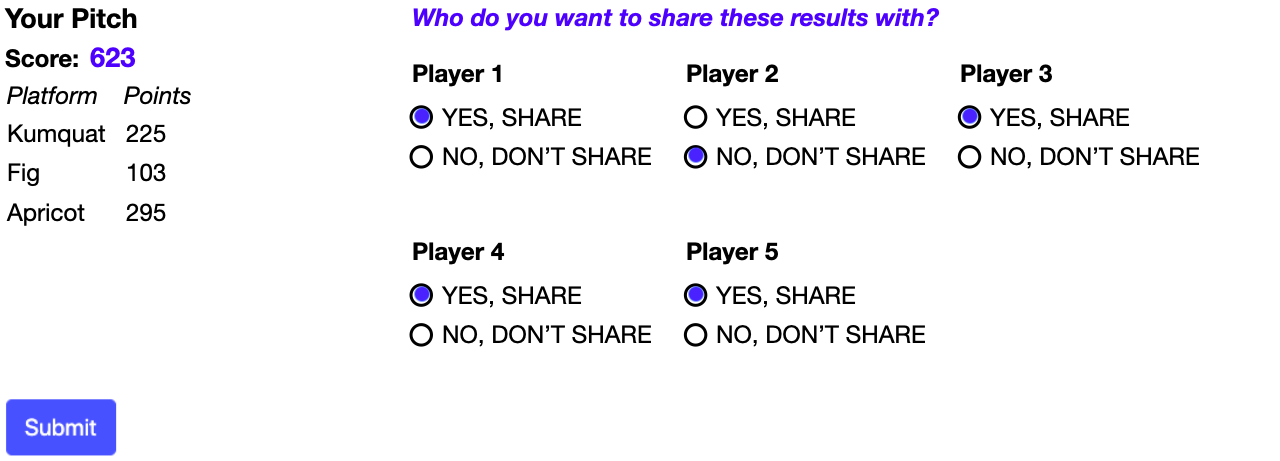 Your Pitch
Score: 623
Platform Points
Kumquat 225
Fig 103
Apricot 295
Who do you want to share these results with?
Player 1
YES, SHARE
NO, DON’T SHARE
Player 2
YES, SHARE
NO, DON’T SHARE
Player 3
YES, SHARE
NO, DON’T SHARE
Player 4
YES, SHARE
NO, DON’T SHARE
Player 5
YES, SHARE
NO, DON’T SHARE
Submit